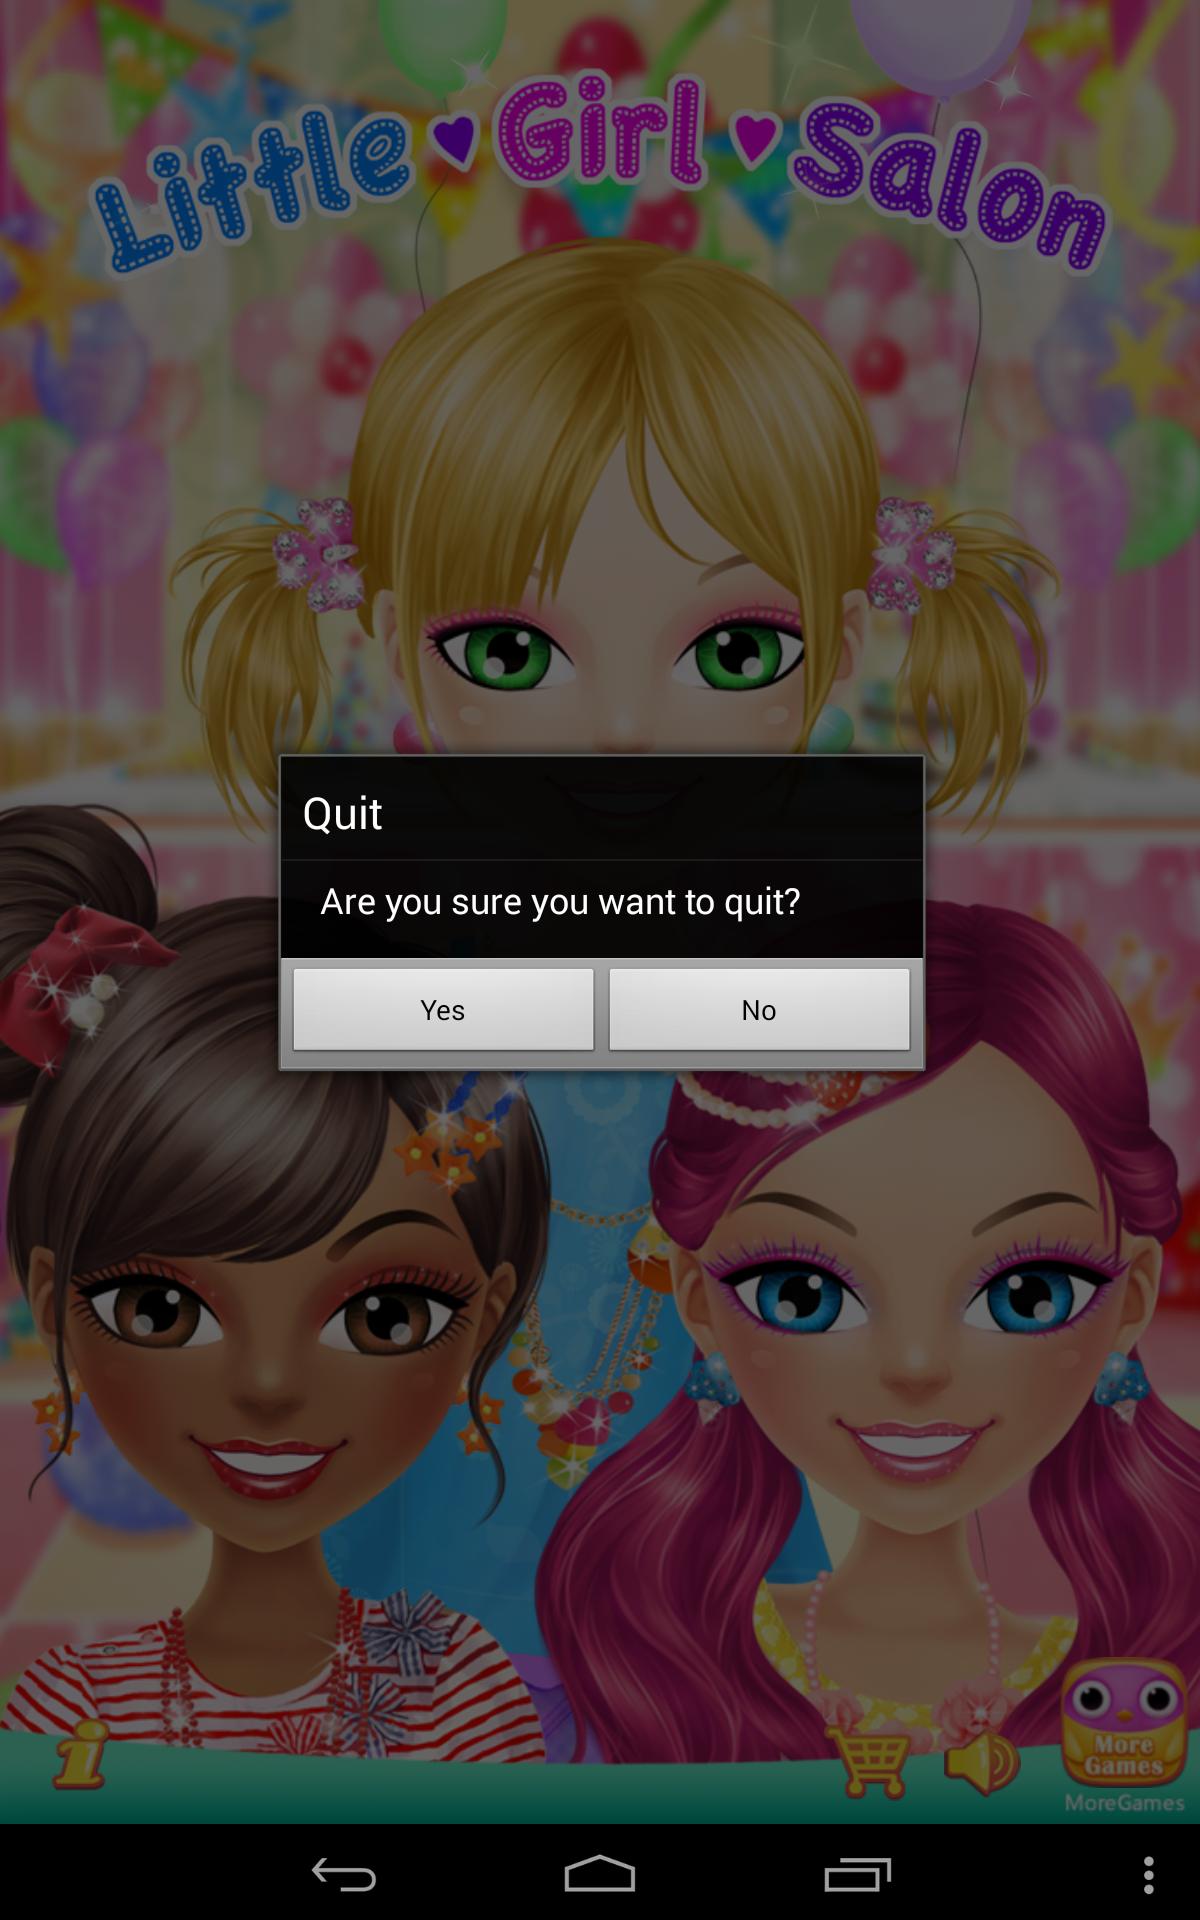 Little Girl Salon
Quit
Are you sure you want to quit?
Yes No
More
Games
MoreGames